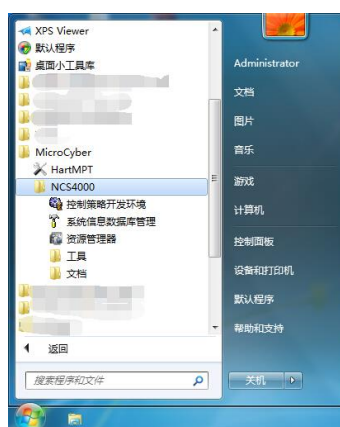 XPS Viewer
默认程序
桌面小工具库
MicroCyber
HartMPT
NCS4000
控制策略开发环境
系统信息数据库管理
资源管理器
工具
文档
返回
搜索程序和文件
Administrator
文档
图片
音乐
游戏
计算机
控制面板
设备和打印机
默认程序
帮助和支持
关机